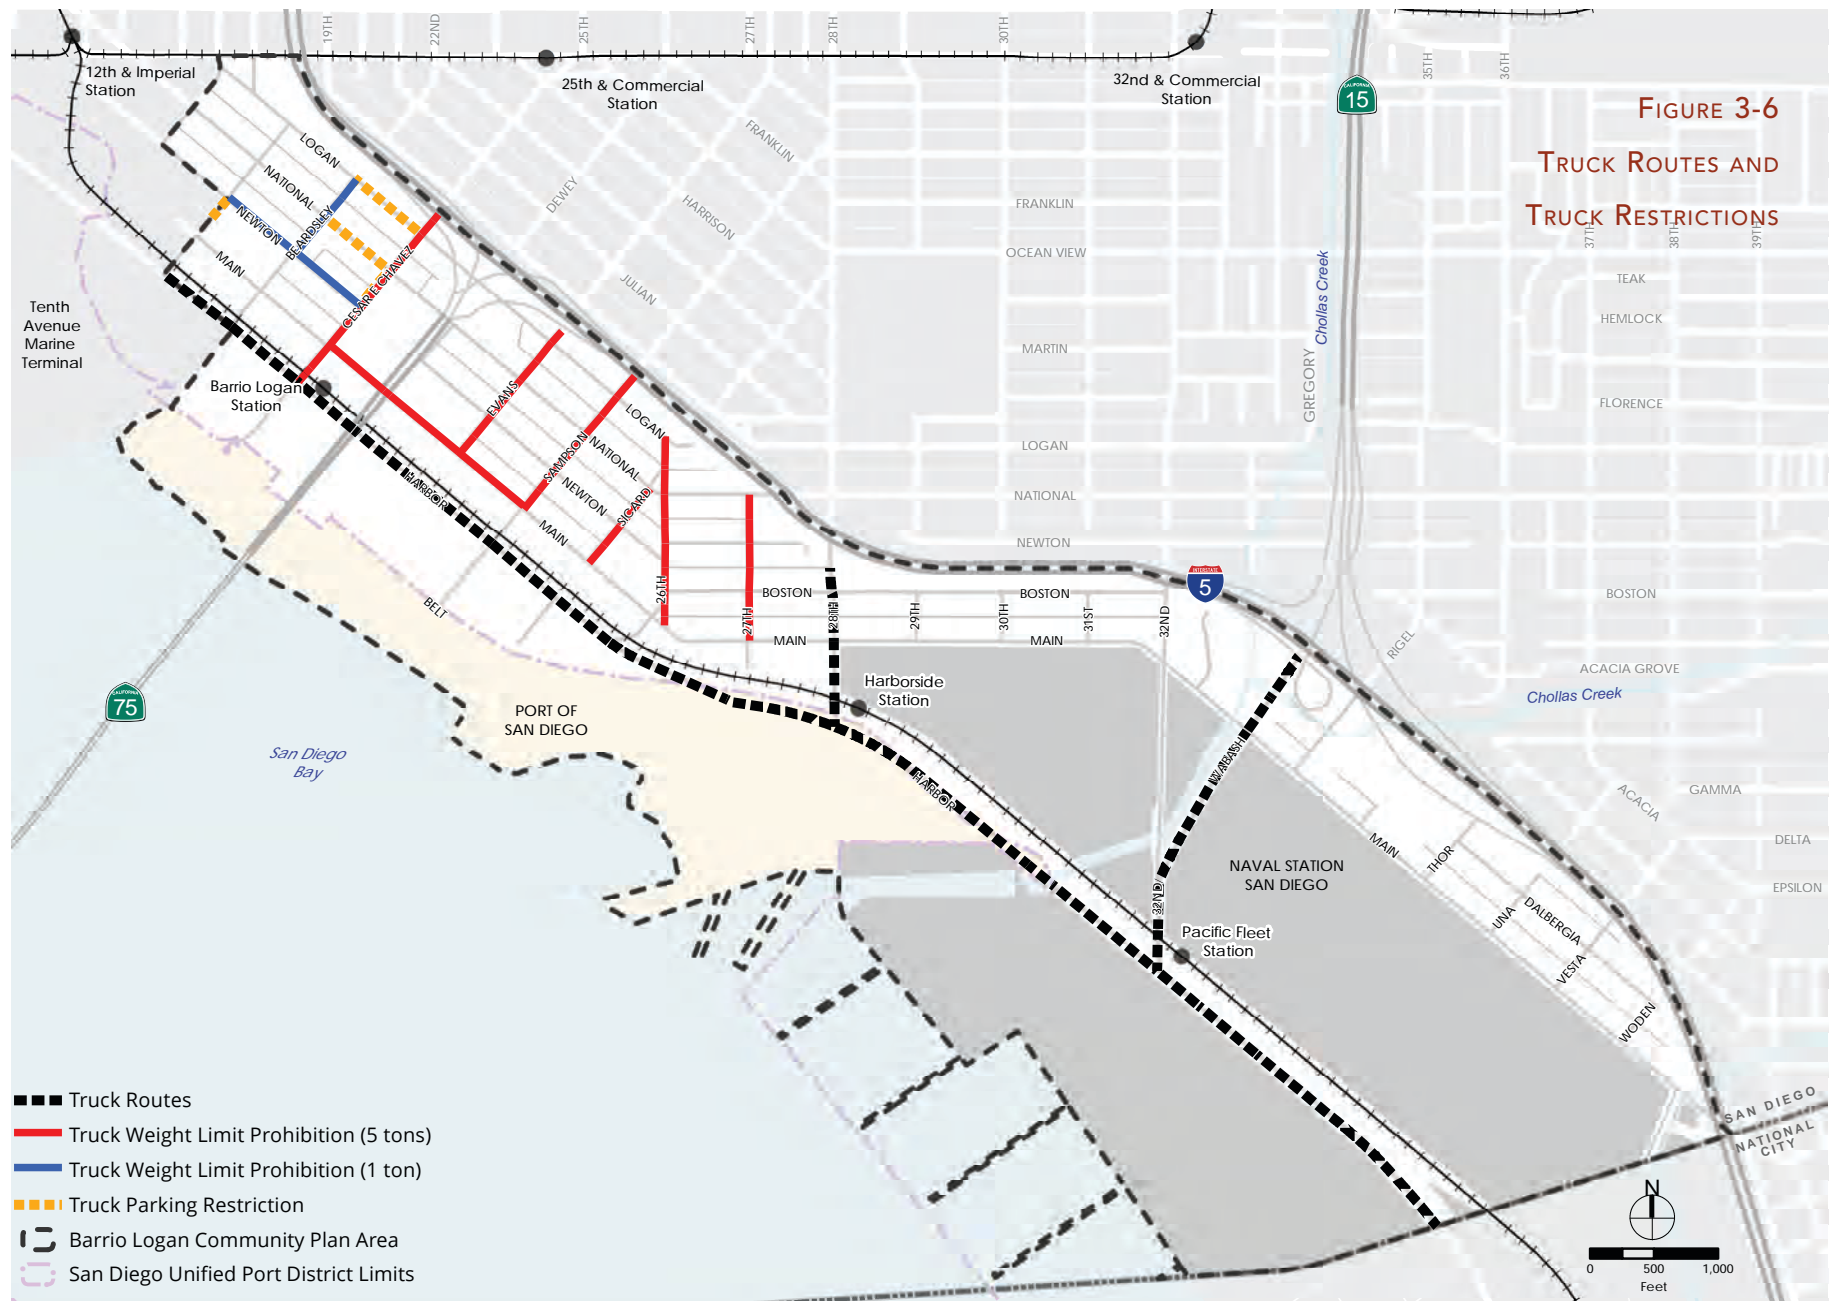 19TH
22ND
25TH
27TH
28TH
30TH
35TH
36TH
12th & Imperial
Station
25th & Commercial
Station
32nd & Commercial
Station
CALIFORNIA
15
FIGURE 3-6
TRUCK ROUTES AND
TRUCK RESTRICTIONS
FRANKLIN
DEWEY
HARRISON
JULIAN
FRANKLIN
OCEAN VIEW
MARTIN
LOGAN
NATIONAL
NEWTON
Chollas Creek
GREGORY
37TH
38TH
39TH
TEAK
HEMLOCK
FLORENCE
LOGAN
NATIONAL
NEWTON
BEARDSLEY
MAIN
CESAR E CHAVEZ
Tenth
Avenue
Marine
Terminal
Barrio Logan
Station
EVANS
LOGAN
SAMPSON
NATIONAL
NEWTON
SICARD
MAIN
HARBOR
BELT
26TH
27TH
28TH
BOSTON
MAIN
29TH
30TH
31ST
32ND
BOSTON
MAIN
INTERSTATE
5
BOSTON
RIGEL
ACACIA GROVE
Chollas Creek
Harborside
Station
CALIFORNIA
75
PORT OF
SAN DIEGO
San Diego
Bay
HARBOR
WABASH
32ND
NAVAL STATION
SAN DIEGO
Pacific Fleet
Station
ACACIA
GAMMA
DELTA
EPSILON
MAIN
THOR
UNA
DALBERGIA
VESTA
WODEN
SAN DIEGO
NATIONAL
CITY
Truck Routes
Truck Weight Limit Prohibition (5 tons)
Truck Weight Limit Prohibition (1 ton)
Truck Parking Restriction
Barrio Logan Community Plan Area
San Diego Unified Port District Limits
N
0 500 1,000
Feet